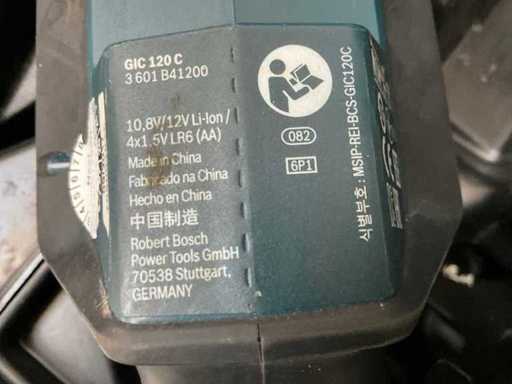 GIC 120 C
3 601 B41200
10,8V/12V Li-Ion /
4x1,5V LR6 (AA)
Made in China
Fabricado na China
Hecho en China
中国制造
Robert Bosch
Power Tools GmbH
70538 Stuttgart,
GERMANY
082
6P1
식별부호 : MSIP-REI-BCS-GIC120C